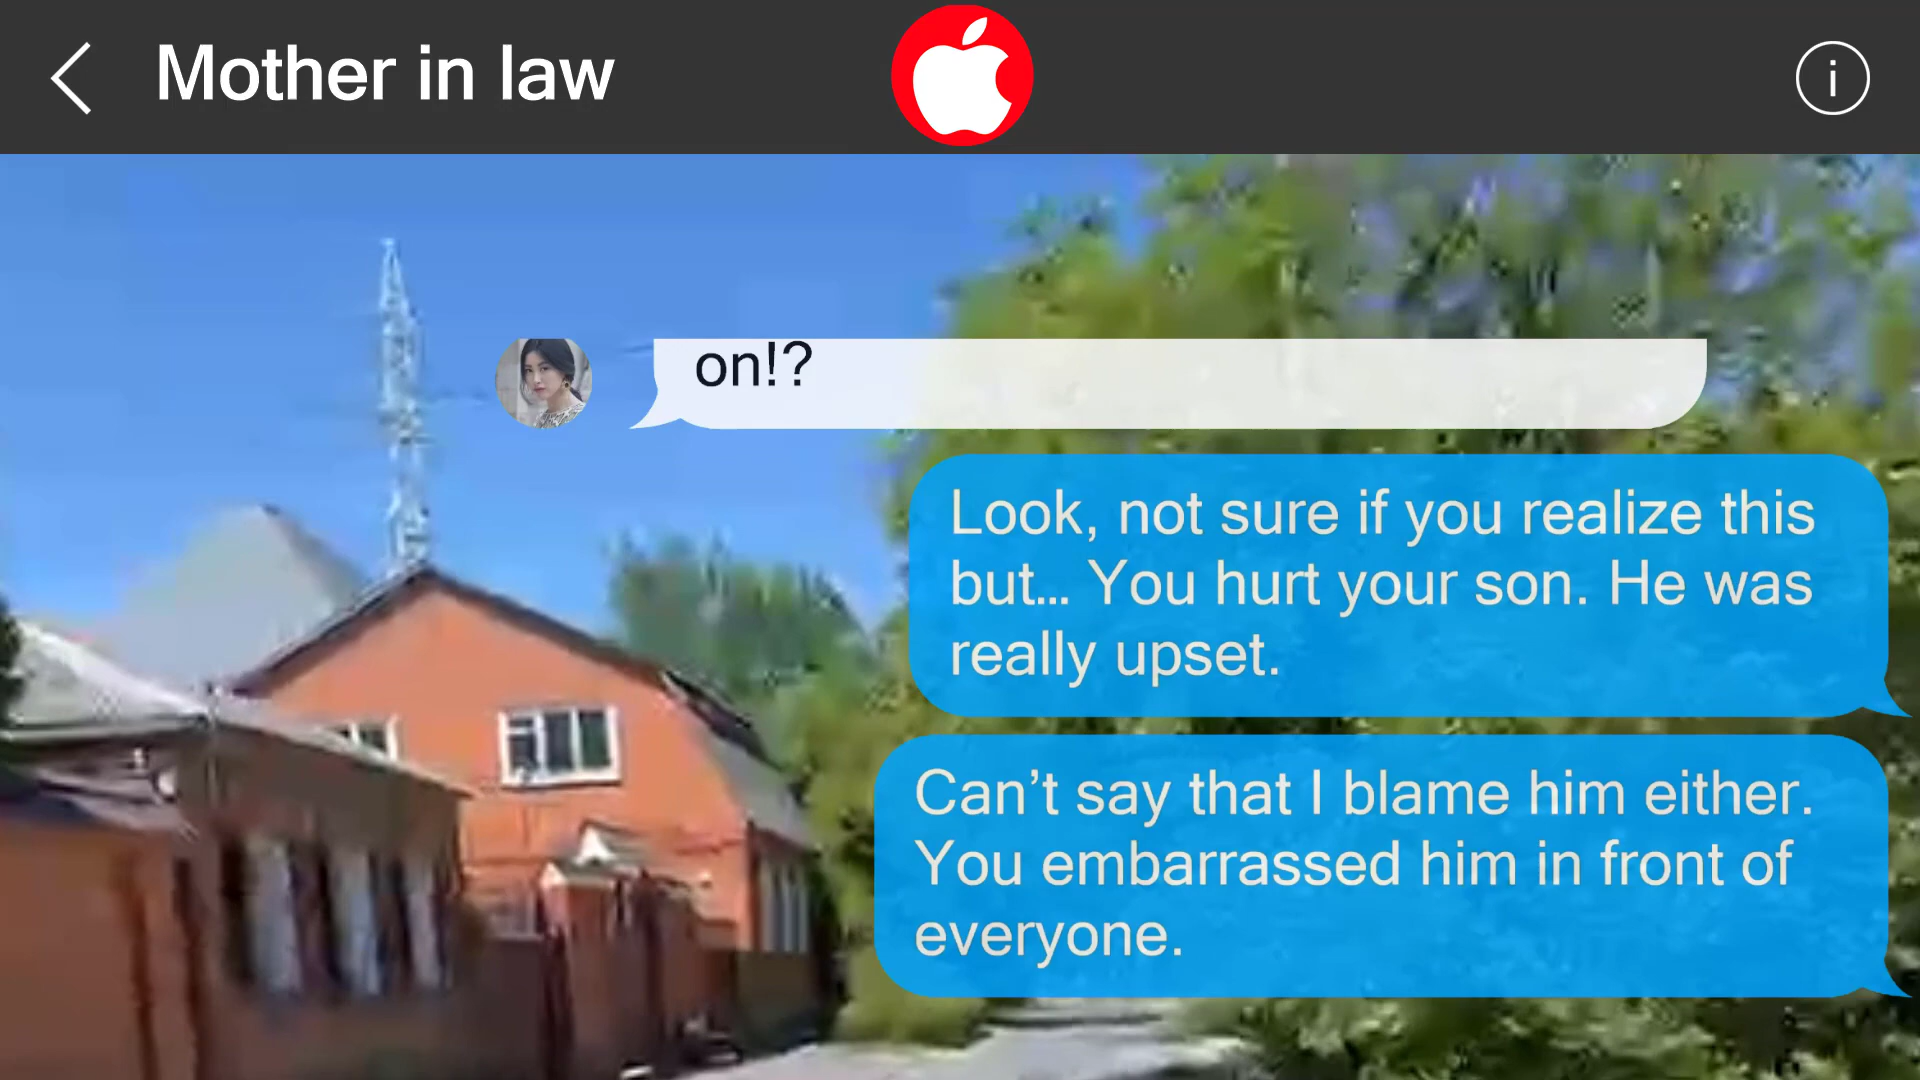 Mother in law
i
on!?
Look, not sure if you realize this
but... You hurt your son. He was
really upset.
Can’t say that I blame him either.
You embarrassed him in front of
everyone.